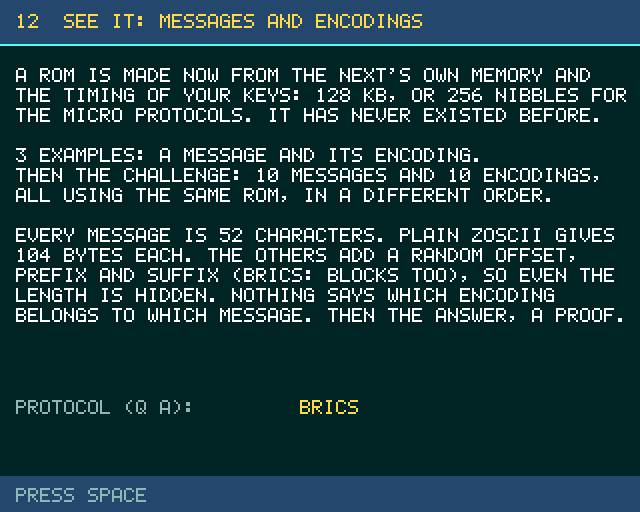 12  SEE IT: MESSAGES AND ENCODINGS
A ROM IS MADE NOW FROM THE NEXT'S OWN MEMORY AND
THE TIMING OF YOUR KEYS: 128 KB, OR 256 NIBBLES FOR
THE MICRO PROTOCOLS. IT HAS NEVER EXISTED BEFORE.
3 EXAMPLES: A MESSAGE AND ITS ENCODING.
THEN THE CHALLENGE: 10 MESSAGES AND 10 ENCODINGS,
ALL USING THE SAME ROM, IN A DIFFERENT ORDER.
EVERY MESSAGE IS 52 CHARACTERS. PLAIN ZOSCII GIVES
104 BYTES EACH. THE OTHERS ADD A RANDOM OFFSET,
PREFIX AND SUFFIX (BRICS: BLOCKS TOO), SO EVEN THE
LENGTH IS HIDDEN. NOTHING SAYS WHICH ENCODING
BELONGS TO WHICH MESSAGE. THEN THE ANSWER, A PROOF.
PROTOCOL (Q A): BRICS
PRESS SPACE